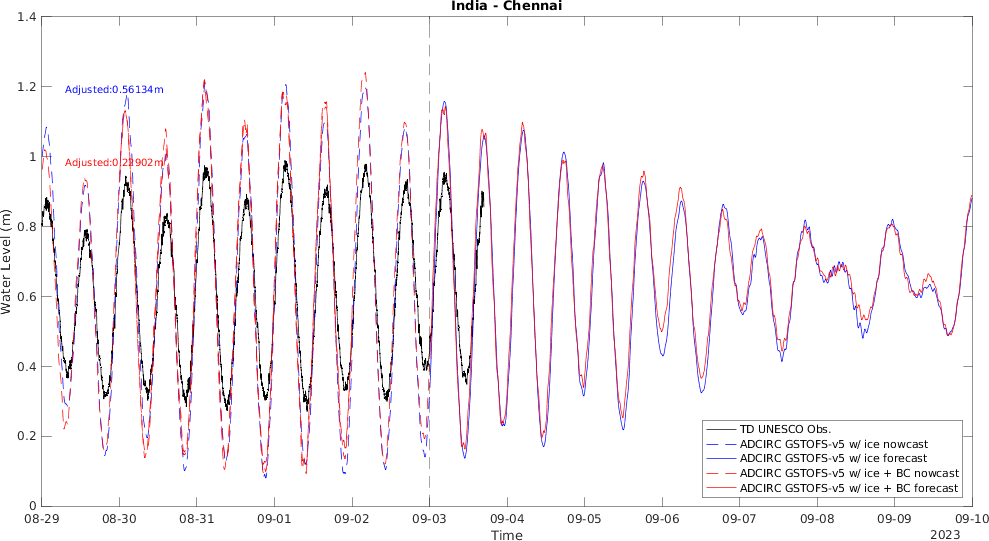 India - Chennai
1.4
1.2
1
0.8
0.6
0.4
0.2
0
Water Level (m)
Adjusted:0.56134m
Adjusted:0.22902m
TD UNESCO Obs.
ADCIRC GSTOFS-v5 w/ ice nowcast
ADCIRC GSTOFS-v5 w/ ice forecast
ADCIRC GSTOFS-v5 w/ ice + BC nowcast
ADCIRC GSTOFS-v5 w/ ice + BC forecast
08-29 08-30 08-31 09-01 09-02 09-03 09-04 09-05 09-06 09-07 09-08 09-09 09-10
Time
2023